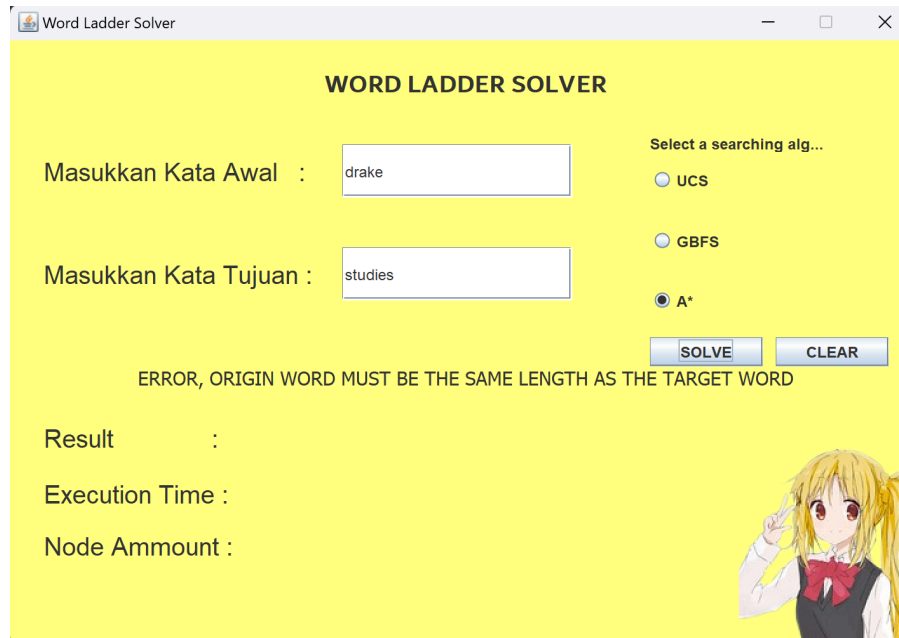 Word Ladder Solver
WORD LADDER SOLVER
Masukkan Kata Awal :
drake
Masukkan Kata Tujuan :
studies
Select a searching alg...
UCS
GBFS
A*
SOLVE
CLEAR
ERROR, ORIGIN WORD MUST BE THE SAME LENGTH AS THE TARGET WORD
Result :
Execution Time :
Node Ammount :